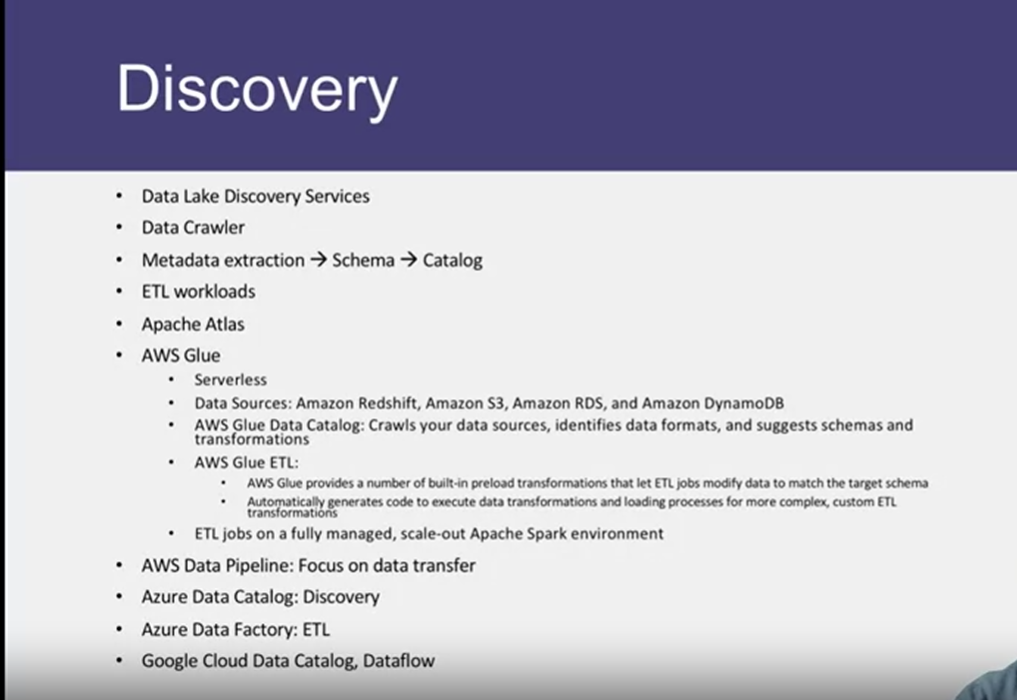 Discovery
• Data Lake Discovery Services
• Data Crawler
• Metadata extraction → Schema → Catalog
• ETL workloads
• Apache Atlas
• AWS Glue
• Serverless
• Data Sources: Amazon Redshift, Amazon S3, Amazon RDS, and Amazon DynamoDB
• AWS Glue Data Catalog: Crawls your data sources, identifies data formats, and suggests schemas and
transformations
• AWS Glue ETL:
• AWS Glue provides a number of built-in preload transformations that let ETL jobs modify data to match the target schema
• Automatically generates code to execute data transformations and loading processes for more complex, custom ETL
transformations
• ETL jobs on a fully managed, scale-out Apache Spark environment
• AWS Data Pipeline: Focus on data transfer
• Azure Data Catalog: Discovery
• Azure Data Factory: ETL
• Google Cloud Data Catalog, Dataflow